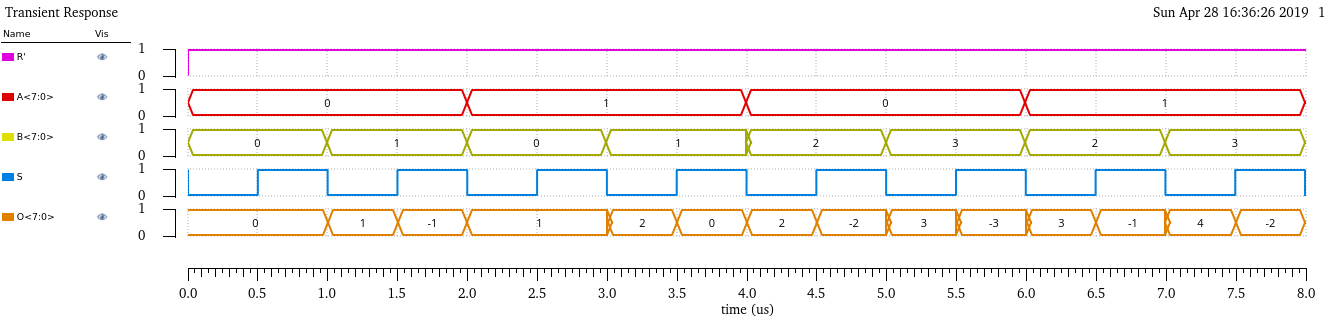 Transient Response Sun Apr 28 16:36:26 2019 1
Name Vis
R' 1 0
A<7:0> 1 0 0 1 0 1
B<7:0> 1 0 0 1 0 1 2 3 2 3
S 1 0
O<7:0> 1 0 0 1 -1 1 2 0 2 -2 3 -3 3 -1 4 -2
0.0 0.5 1.0 1.5 2.0 2.5 3.0 3.5 4.0 4.5 5.0 5.5 6.0 6.5 7.0 7.5 8.0
time (us)